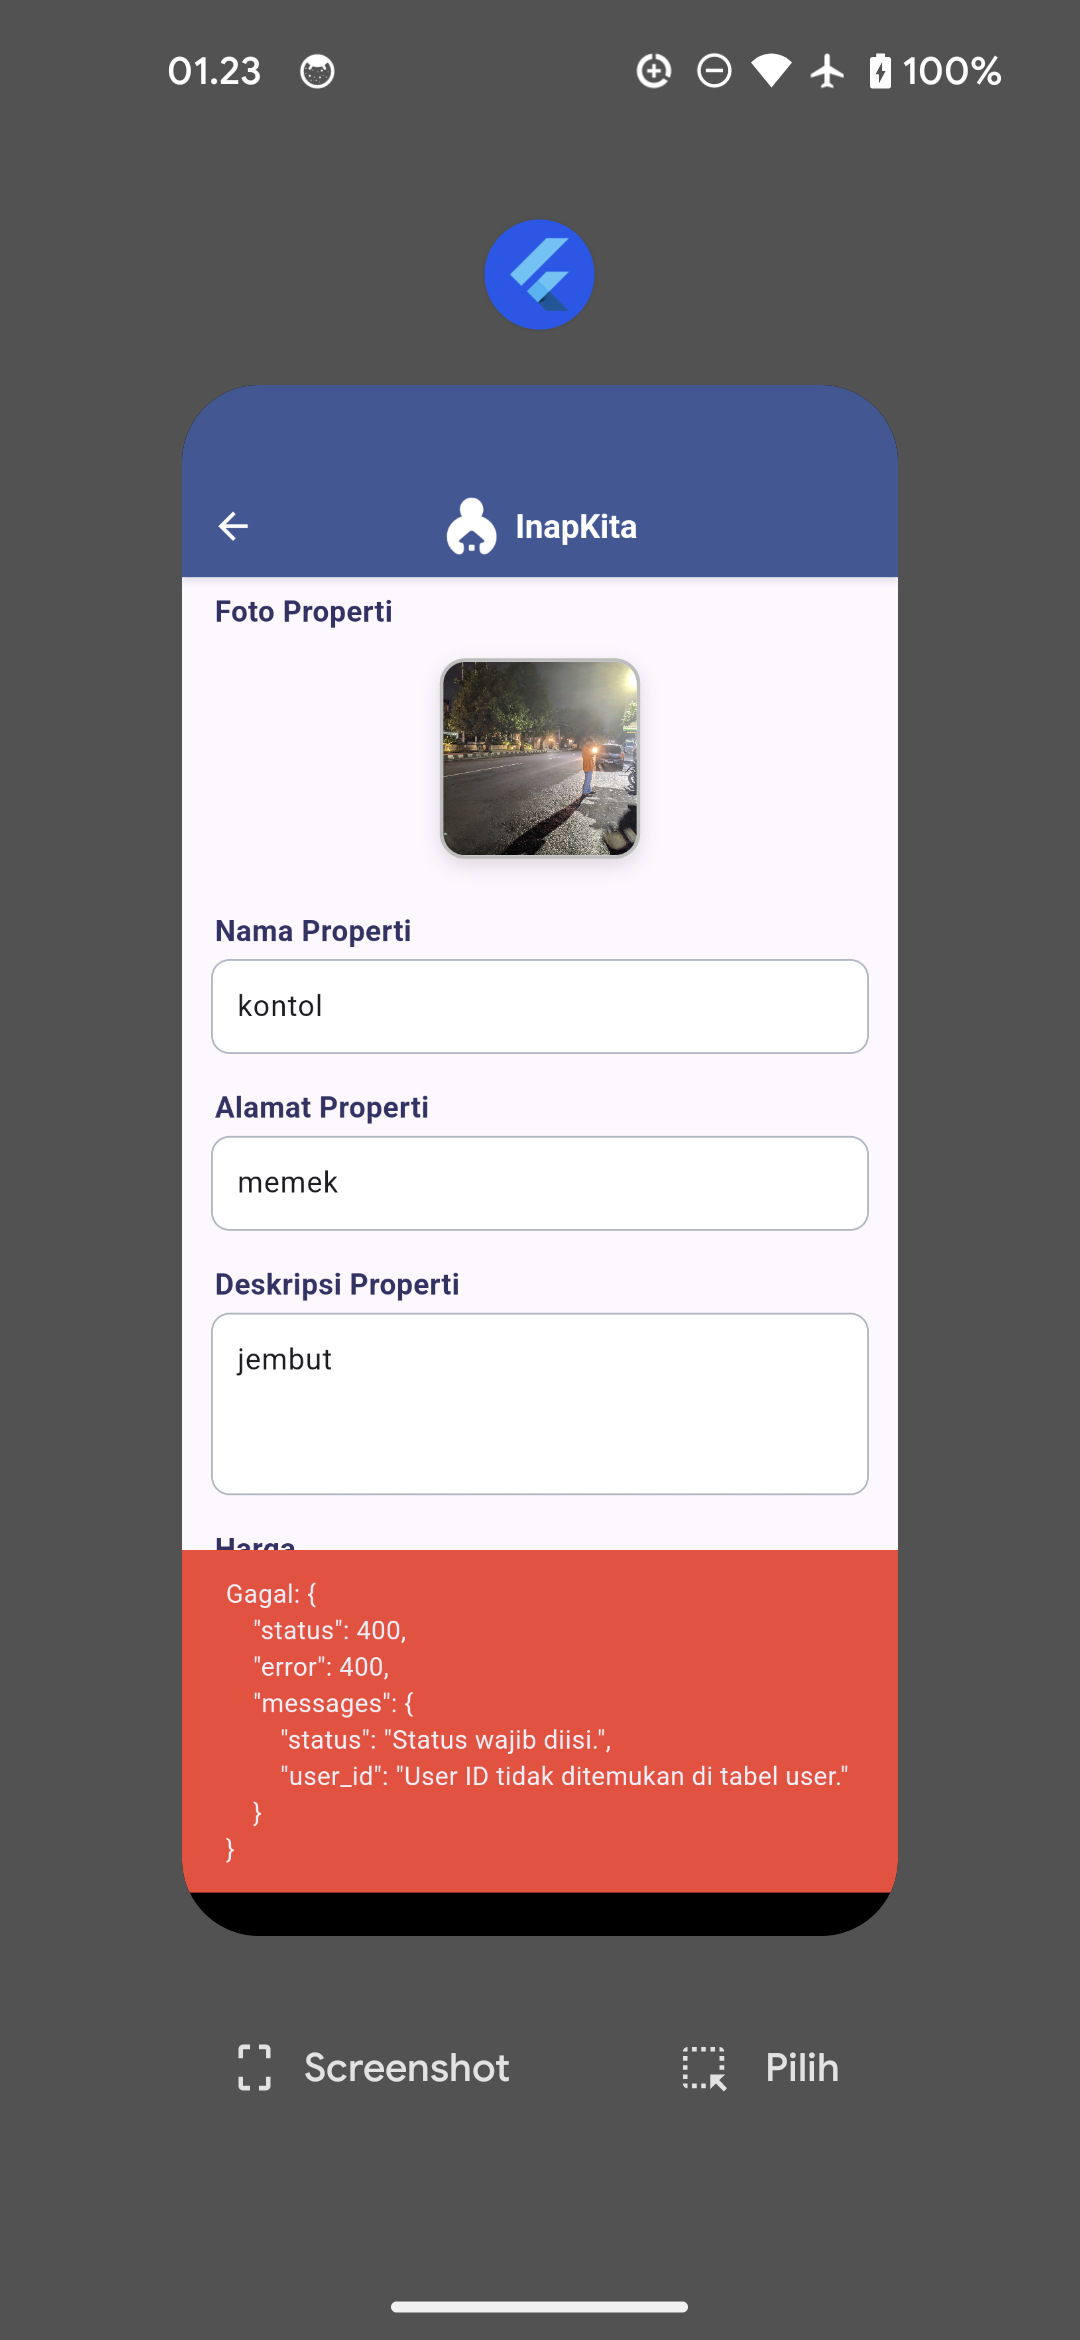 01.23
100%
InapKita
Foto Properti
Nama Properti
kontol
Alamat Properti
memek
Deskripsi Properti
jembut
Harga
Gagal: {
    "status": 400,
    "error": 400,
    "messages": {
        "status": "Status wajib diisi.",
        "user_id": "User ID tidak ditemukan di tabel user."
    }
}
Screenshot
Pilih